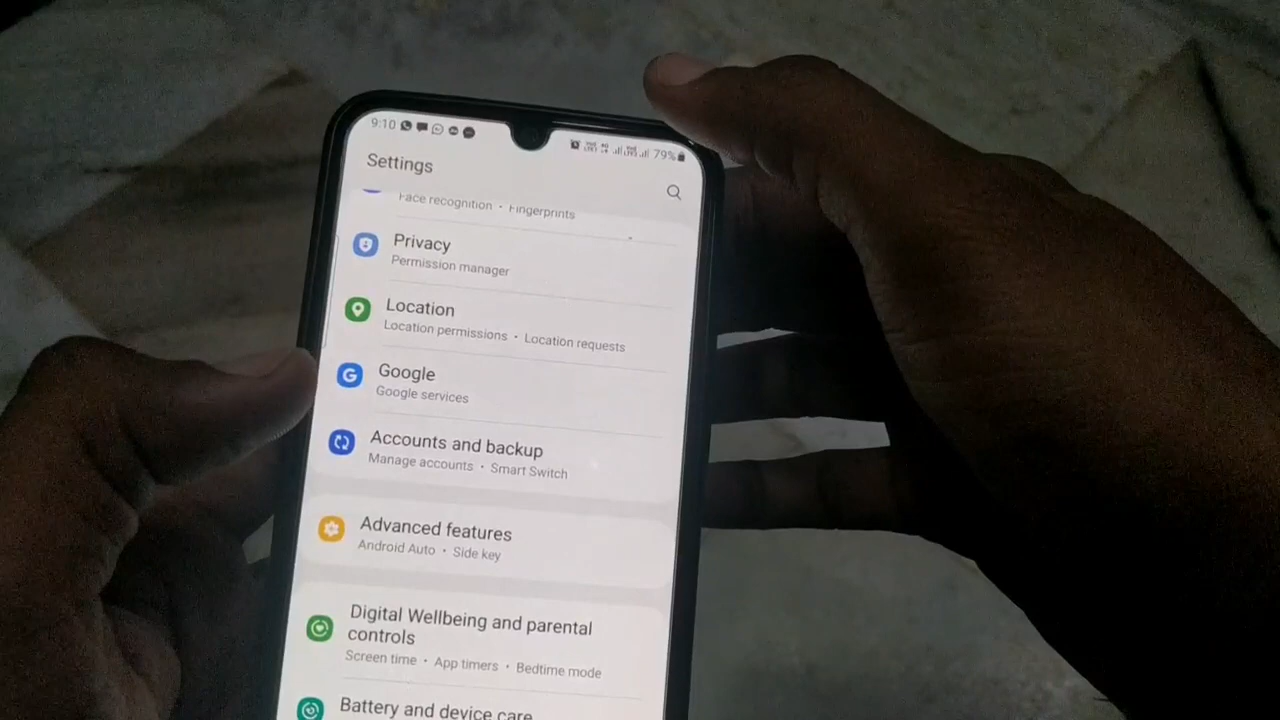 9:10
79%
Settings
Face recognition • Fingerprints
Privacy
Permission manager
Location
Location permissions • Location requests
Google
Google services
Accounts and backup
Manage accounts • Smart Switch
Advanced features
Android Auto • Side key
Digital Wellbeing and parental
controls
Screen time • App timers • Bedtime mode
Battery and device care